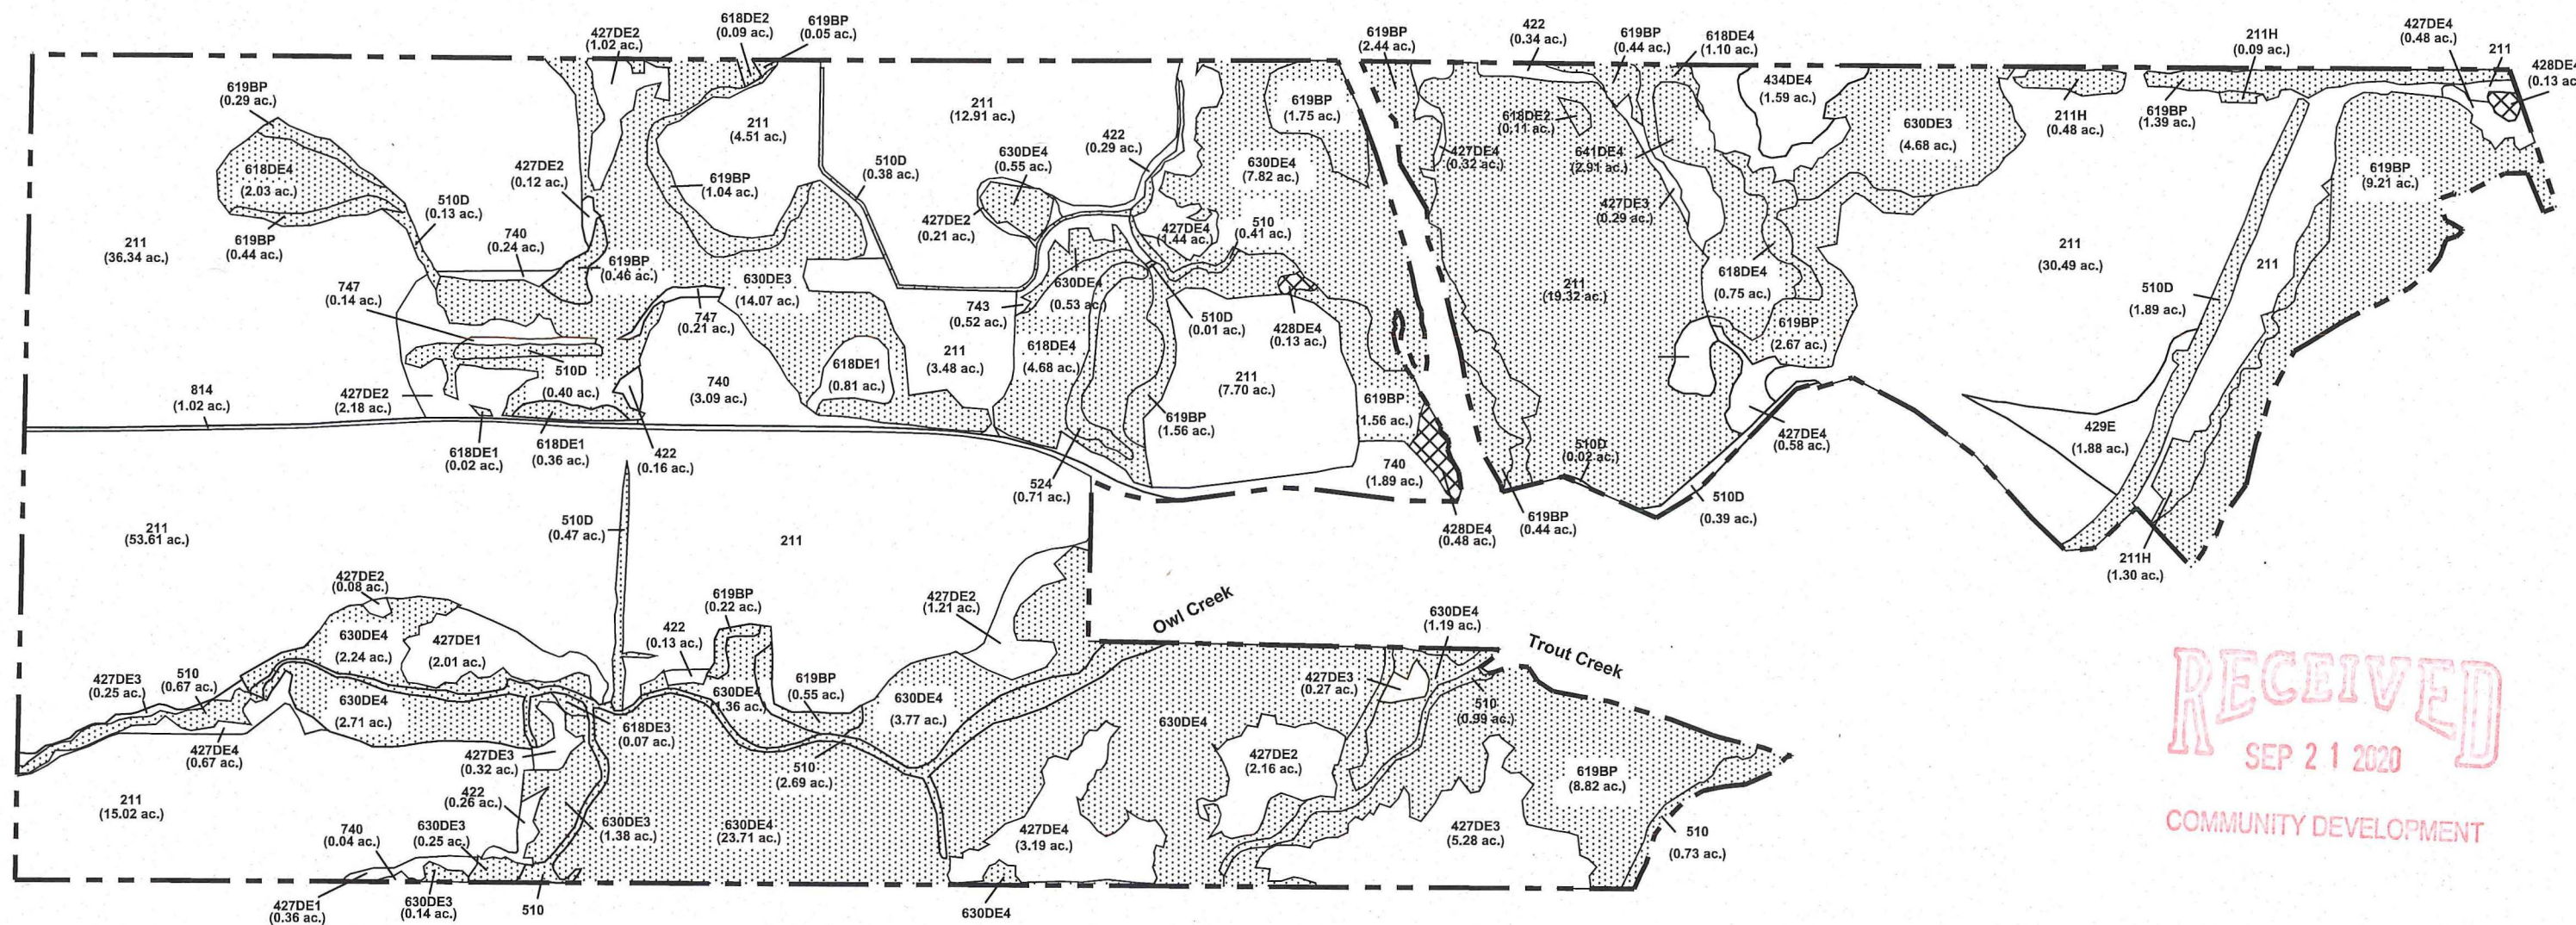 427DE2
(1.02 ac.)
618DE2
(0.09 ac.)
619BP
(0.05 ac.)
619BP
(2.44 ac.)
422
(0.34 ac.)
619BP
(0.44 ac.)
618DE4
(1.10 ac.)
211H
(0.09 ac.)
427DE4
(0.48 ac.)
211
428DE4
(0.13 ac
619BP
(0.29 ac.)
211
(4.51 ac.)
211
(12.91 ac.)
619BP
(1.75 ac.)
434DE4
(1.59 ac.)
618DE2
(0.11 ac.)
630DE3
(4.68 ac.)
211H
(0.48 ac.)
619BP
(1.39 ac.)
618DE4
(2.03 ac.)
427DE2
(0.12 ac.)
619BP
(1.04 ac.)
510D
(0.38 ac.)
630DE4
(0.55 ac.)
422
(0.29 ac.)
630DE4
(7.82 ac.)
427DE4
(0.32 ac.)
641DE4
(2.91 ac.)
619BP
(9.21 ac.)
510D
(0.13 ac.)
427DE2
(0.21 ac.)
427DE4
(1.44 ac.)
510
(0.41 ac.)
427DE3
(0.29 ac.)
211
(36.34 ac.)
619BP
(0.44 ac.)
740
(0.24 ac.)
619BP
(0.46 ac.)
630DE3
(14.07 ac.)
630DE4
(0.53 ac.)
211
(19.32 ac.)
618DE4
(0.75 ac.)
211
(30.49 ac.)
211
747
(0.14 ac.)
747
(0.21 ac.)
743
(0.52 ac.)
510D
(0.01 ac.)
428DE4
(0.13 ac.)
510D
(1.89 ac.)
619BP
(2.67 ac.)
618DE4
(4.68 ac.)
211
(3.48 ac.)
618DE1
(0.81 ac.)
510D
(0.40 ac.)
740
(3.09 ac.)
211
(7.70 ac.)
814
(1.02 ac.)
427DE2
(2.18 ac.)
619BP
(1.56 ac.)
619BP
(1.56 ac.)
427DE4
(0.58 ac.)
429E
(1.88 ac.)
618DE1
(0.02 ac.)
618DE1
(0.36 ac.)
422
(0.16 ac.)
510D
(0.02 ac.)
740
(1.89 ac.)
524
(0.71 ac.)
510D
(0.39 ac.)
619BP
(0.44 ac.)
428DE4
(0.48 ac.)
211
(53.61 ac.)
510D
(0.47 ac.)
211
211H
(1.30 ac.)
427DE2
(0.08 ac.)
619BP
(0.22 ac.)
427DE2
(1.21 ac.)
Owl Creek
630DE4
(1.19 ac.)
Trout Creek
630DE4
(2.24 ac.)
427DE1
(2.01 ac.)
422
(0.13 ac.)
427DE3
(0.25 ac.)
510
(0.67 ac.)
619BP
(0.55 ac.)
427DE3
(0.27 ac.)
630DE4
(2.71 ac.)
630DE4
(1.36 ac.)
630DE4
(3.77 ac.)
510
(0.99 ac.)
630DE4
618DE3
(0.07 ac.)
427DE4
(0.67 ac.)
427DE3
(0.32 ac.)
510
(2.69 ac.)
427DE2
(2.16 ac.)
619BP
(8.82 ac.)
211
(15.02 ac.)
422
(0.26 ac.)
740
(0.04 ac.)
630DE3
(0.25 ac.)
630DE3
(1.38 ac.)
630DE4
(23.71 ac.)
427DE4
(3.19 ac.)
427DE3
(5.28 ac.)
510
(0.73 ac.)
427DE1
(0.36 ac.)
630DE3
(0.14 ac.)
510
630DE4
RECEIVED
SEP 21 2020
COMMUNITY DEVELOPMENT